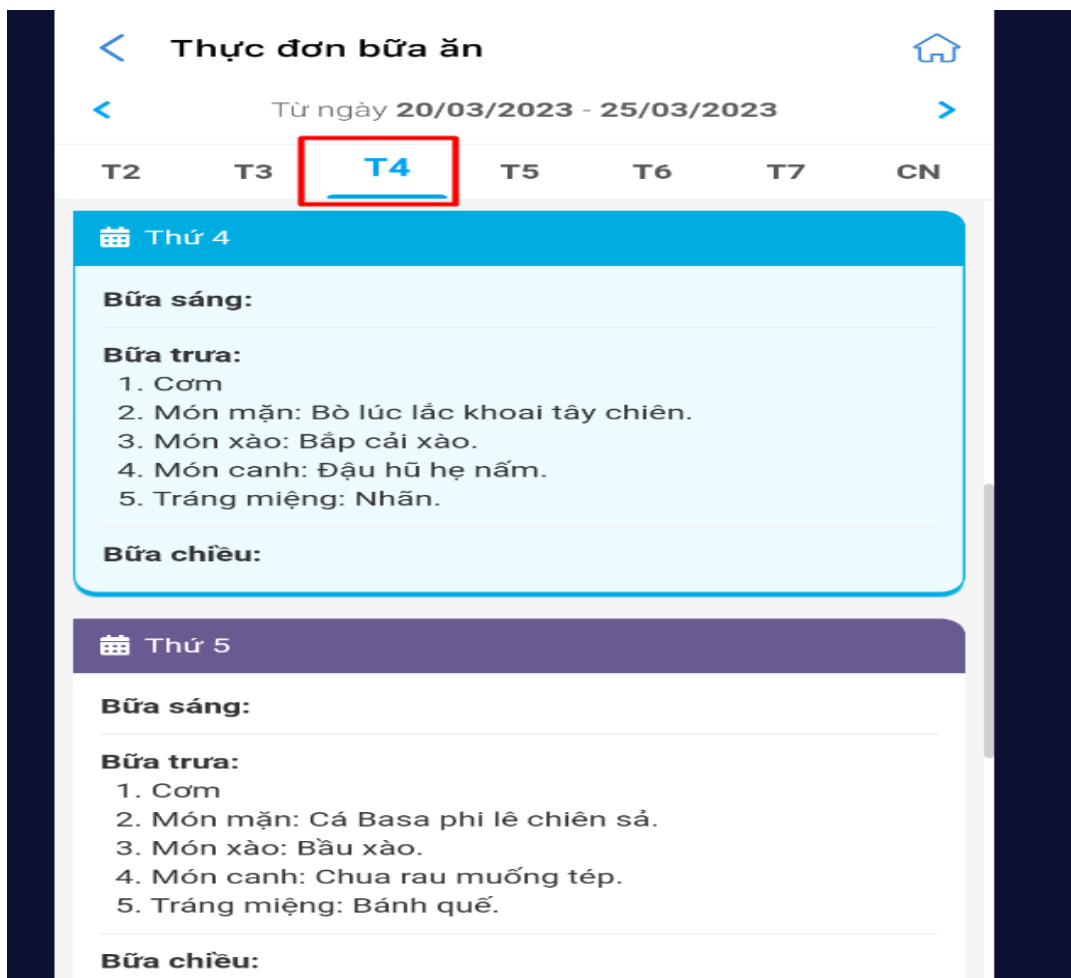 Thực đơn bữa ăn
Từ ngày 20/03/2023 - 25/03/2023
T2 T3 T4 T5 T6 T7 CN
Thứ 4
Bữa sáng:
Bữa trưa:
1. Cơm
2. Món mặn: Bò lúc lắc khoai tây chiên.
3. Món xào: Bắp cải xào.
4. Món canh: Đậu hũ hẹ nấm.
5. Tráng miệng: Nhãn.
Bữa chiều:
Thứ 5
Bữa sáng:
Bữa trưa:
1. Cơm
2. Món mặn: Cá Basa phi lê chiên sả.
3. Món xào: Bầu xào.
4. Món canh: Chua rau muống tép.
5. Tráng miệng: Bánh quế.
Bữa chiều: